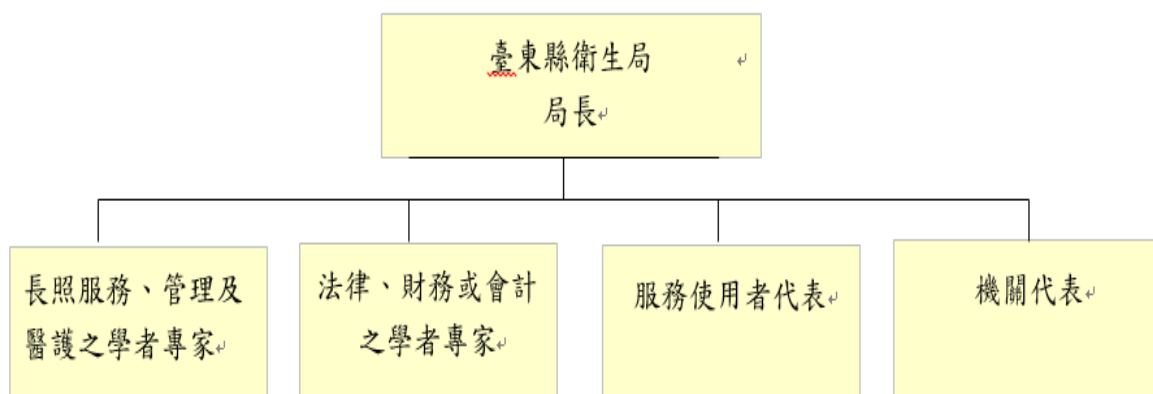 臺東縣衛生局
局長
長照服務、管理及
醫護之學者專家
法律、財務或會計
之學者專家
服務使用者代表
機關代表